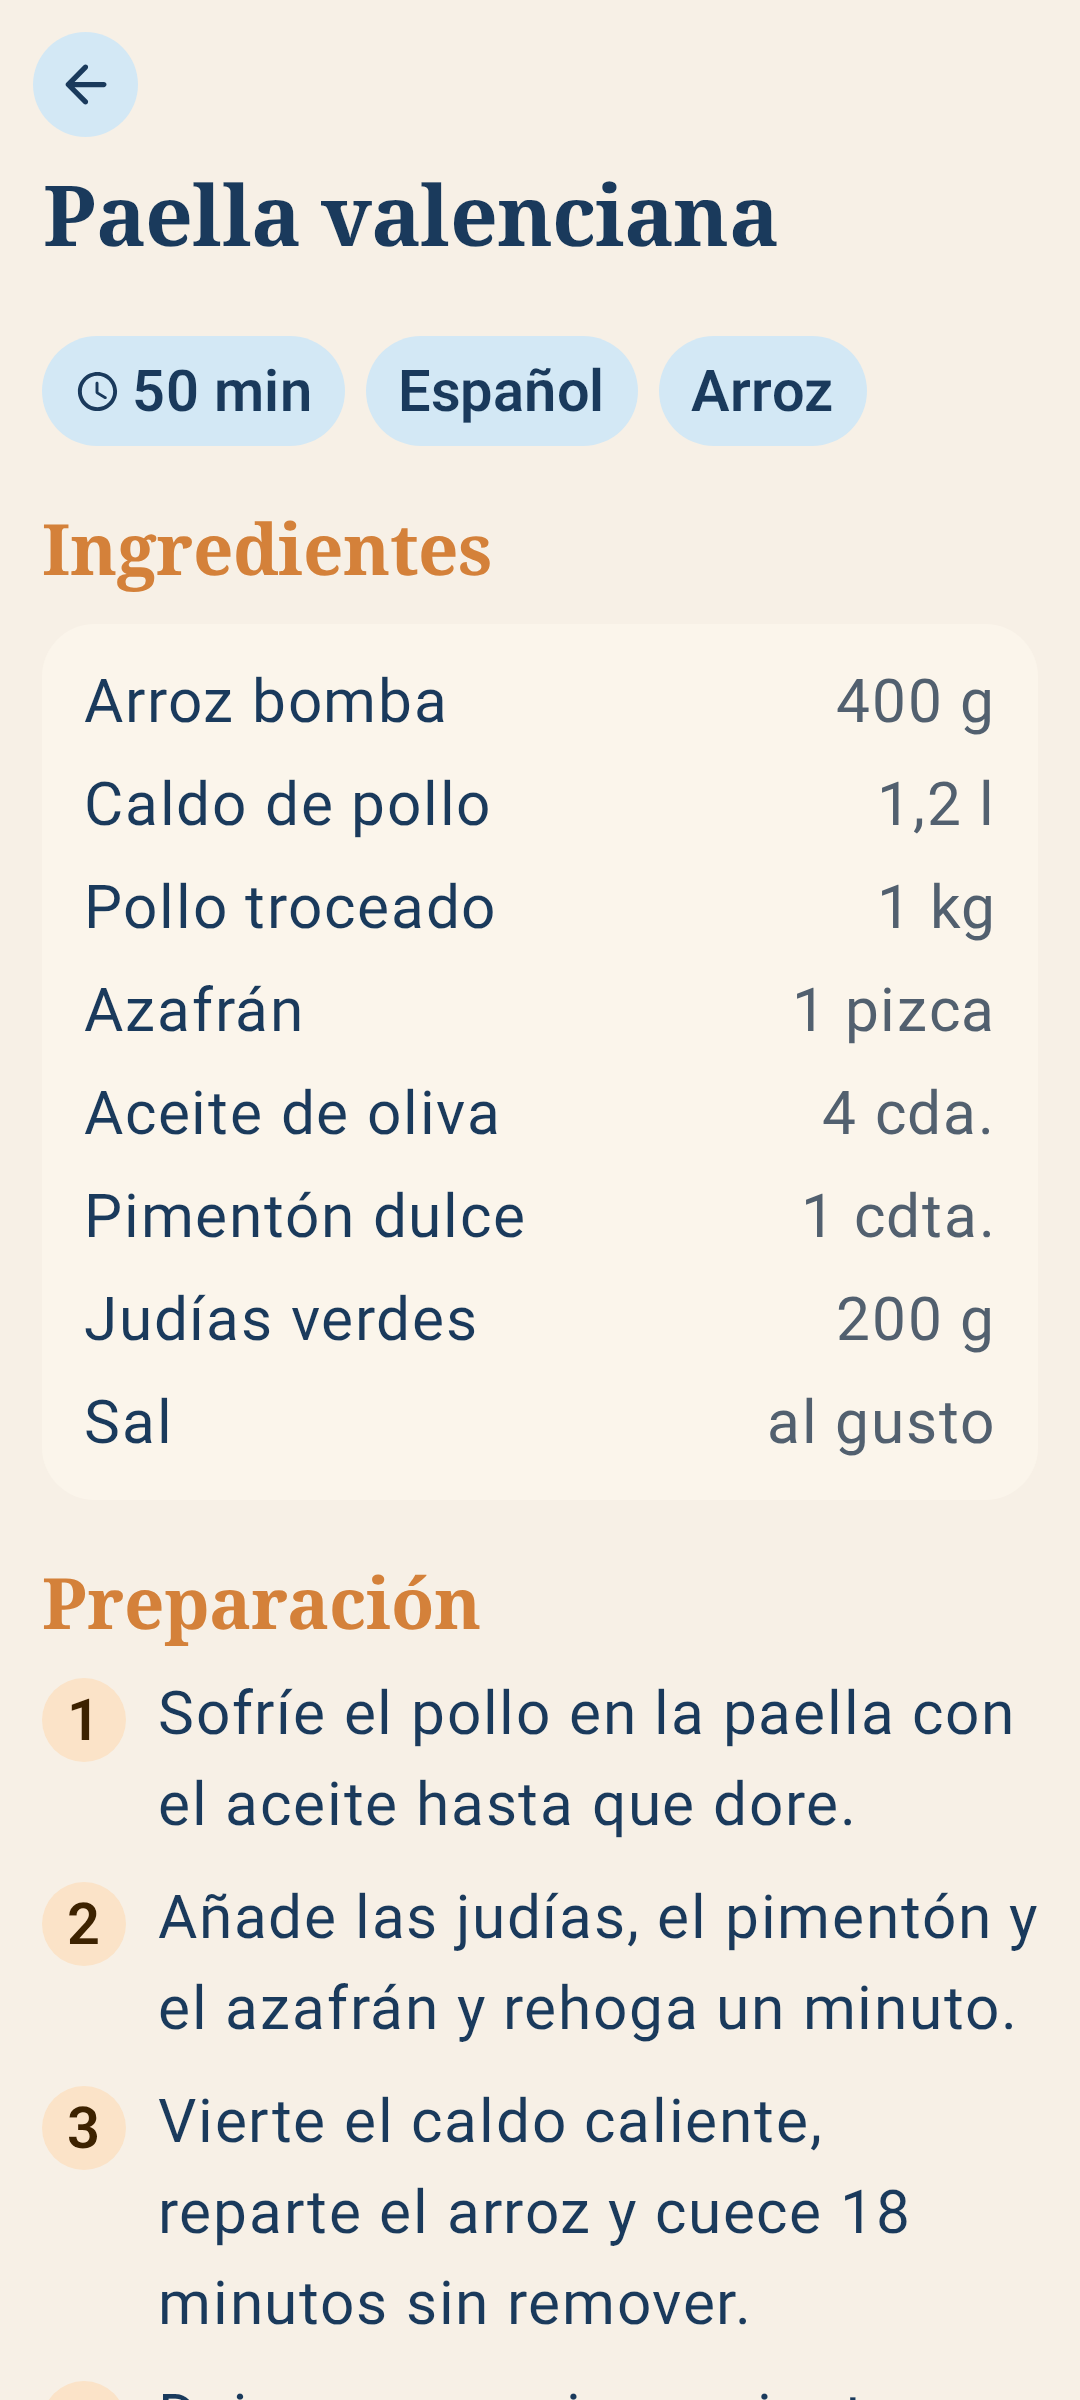 Paella valenciana
50 min
Español
Arroz
Ingredientes
Arroz bomba 400 g
Caldo de pollo 1,2 l
Pollo troceado 1 kg
Azafrán 1 pizca
Aceite de oliva 4 cda.
Pimentón dulce 1 cdta.
Judías verdes 200 g
Sal al gusto
Preparación
1 Sofríe el pollo en la paella con
el aceite hasta que dore.
2 Añade las judías, el pimentón y
el azafrán y rehoga un minuto.
3 Vierte el caldo caliente,
reparte el arroz y cuece 18
minutos sin remover.